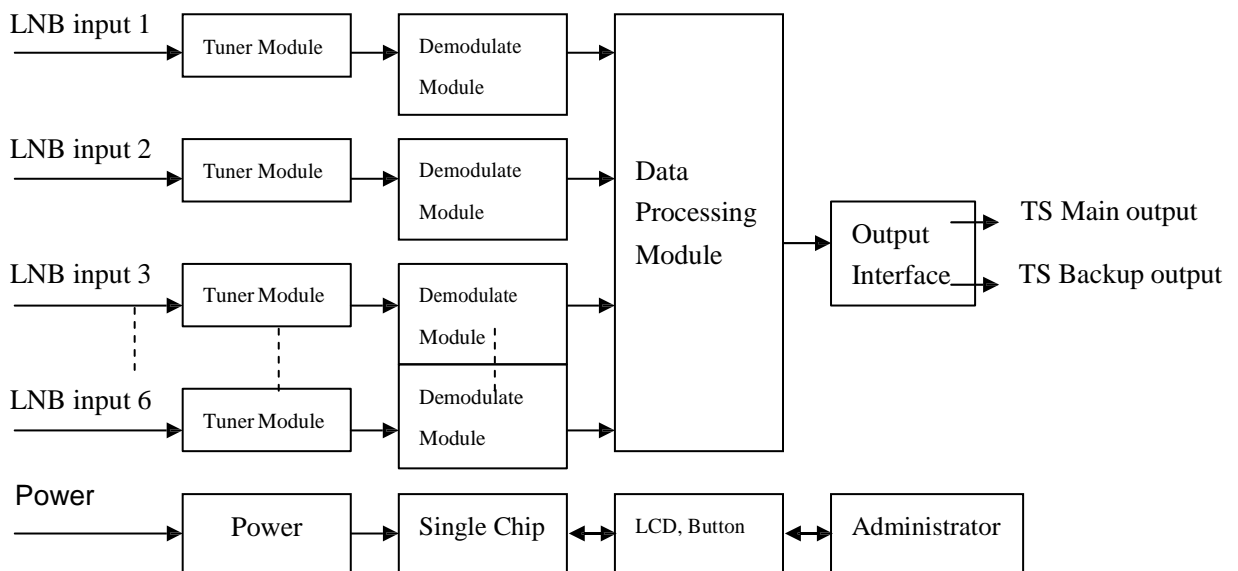 LNB input 1
Tuner Module
Demodulate
Module
LNB input 2
Tuner Module
Demodulate
Module
Data
Processing
Module
Output
Interface
TS Main output
TS Backup output
LNB input 3
Tuner Module
Demodulate
Module
LNB input 6
Tuner Module
Demodulate
Module
Power
Power
Single Chip
LCD, Button
Administrator